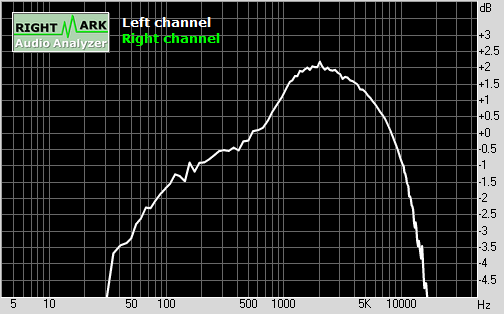 dB
RIGHT MARK
Audio Analyzer
Left channel
Right channel
+3
+2.5
+2
+1.5
+1
+0.5
-0
-0.5
-1
-1.5
-2
-2.5
-3
-3.5
-4
-4.5
5 10 50 100 500 1000 5K 10000 Hz